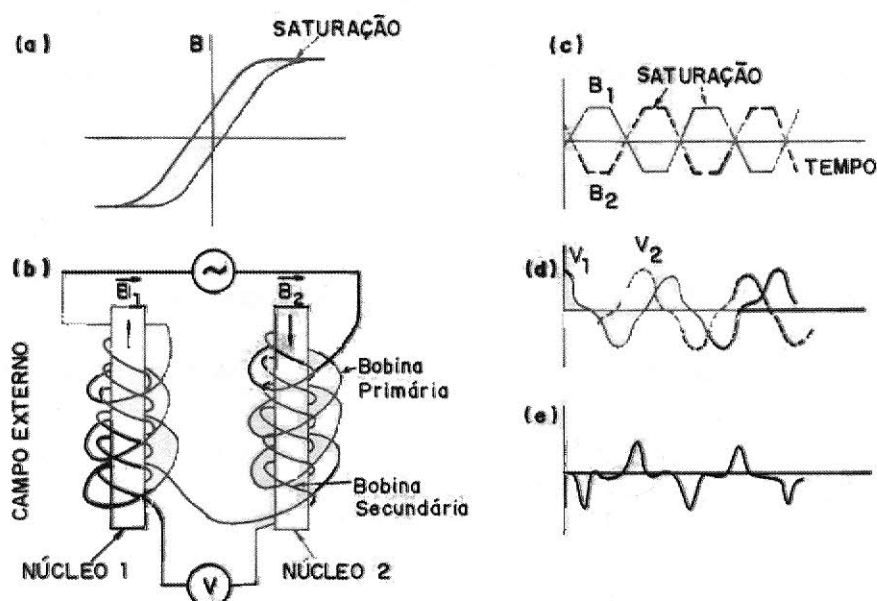 (a)
B
SATURAÇÃO
(b)
B1
B2
CAMPO EXTERNO
Bobina
Primária
Bobina
Secundária
NÚCLEO 1
V
NÚCLEO 2
(c)
B1
SATURAÇÃO
TEMPO
B2
(d)
V1
V2
(e)